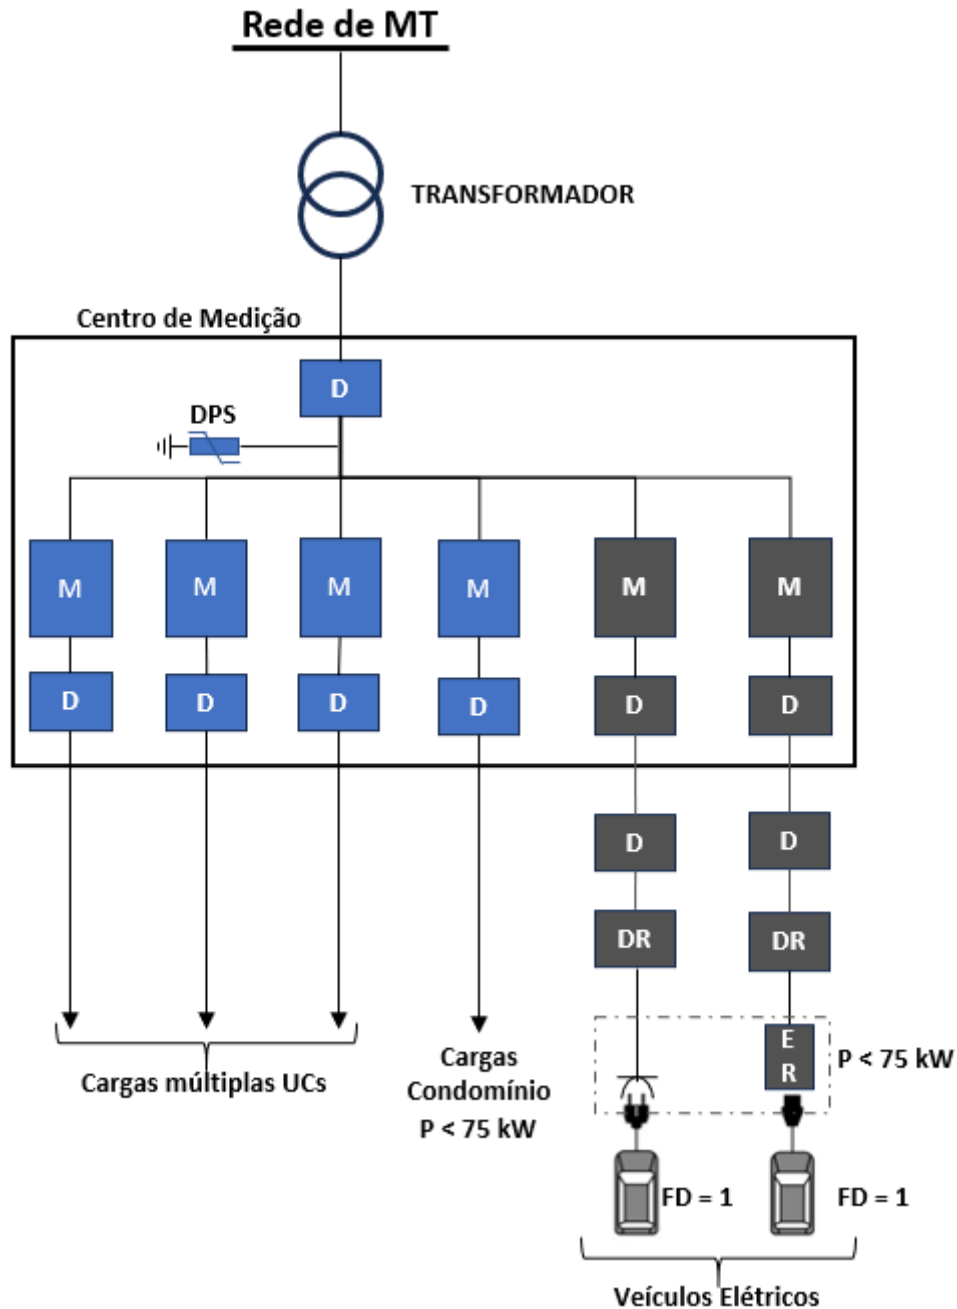 Rede de MT
TRANSFORMADOR
Centro de Medição
D
DPS
M M M M M M
D D D D D D
D D
DR DR
E
R
P < 75 kW
Cargas múltiplas UCs
Cargas
Condomínio
P < 75 kW
FD = 1 FD = 1
Veículos Elétricos